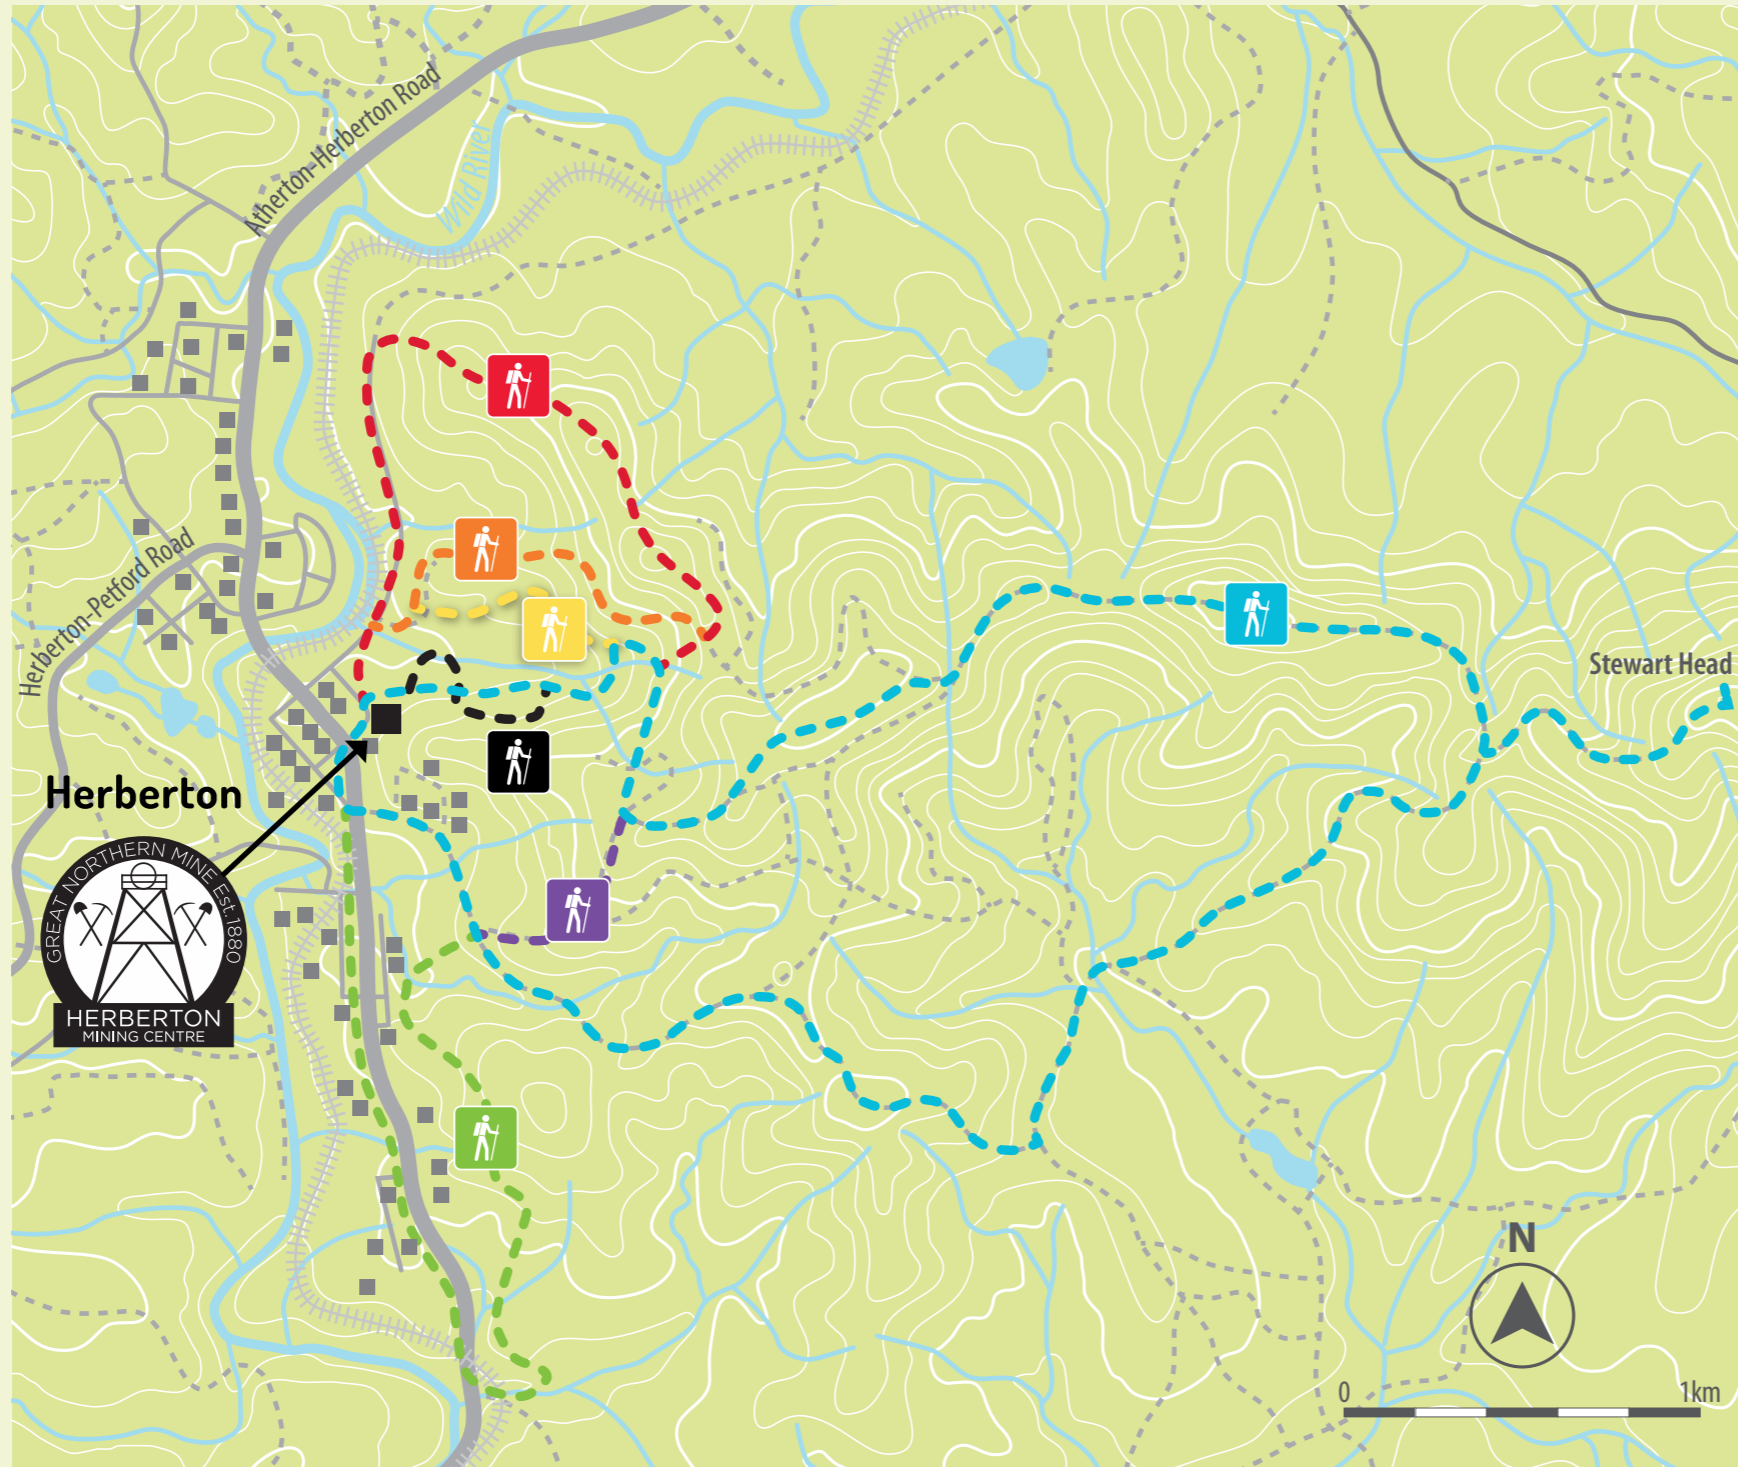 Atherton-Herberton Road
Wild River
Herberton-Petford Road
Stewart Head
Herberton
GREAT NORTHERN MINE Est.1880
HERBERTON
MINING CENTRE
N
0 1km